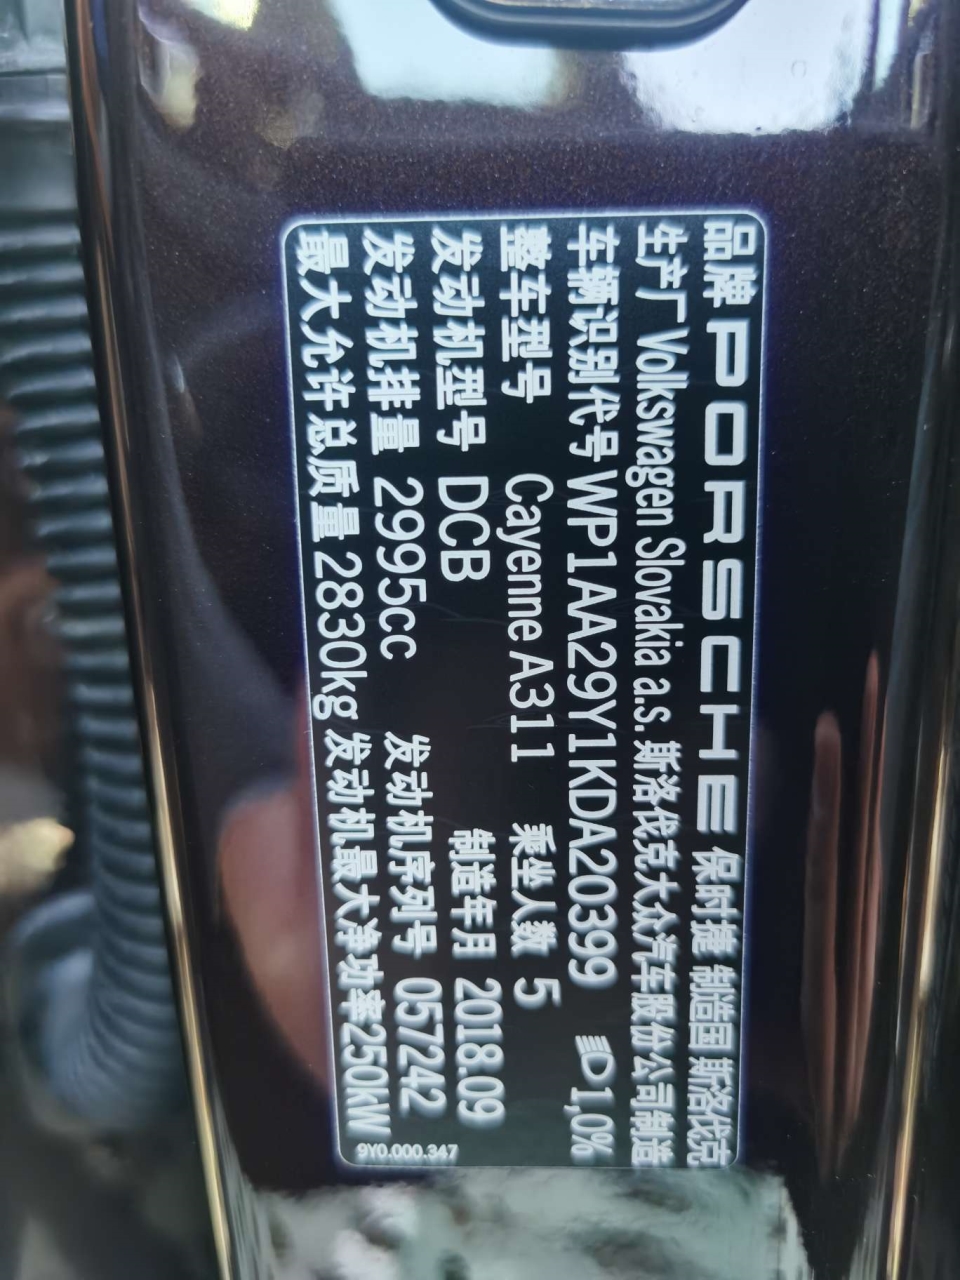 品牌 PORSCHE 保时捷 制造国 斯洛伐克
生产厂 Volkswagen Slovakia a.s. 斯洛伐克大众汽车股份公司制造
车辆识别代号 WP1AA29Y1KDA20399 1,0%
整车型号 Cayenne A311 乘坐人数 5
发动机型号 DCB 制造年月 2018.09
发动机排量 2995cc 发动机序列号 057242
最大允许总质量 2830kg 发动机最大净功率250kW
9Y0.000.347